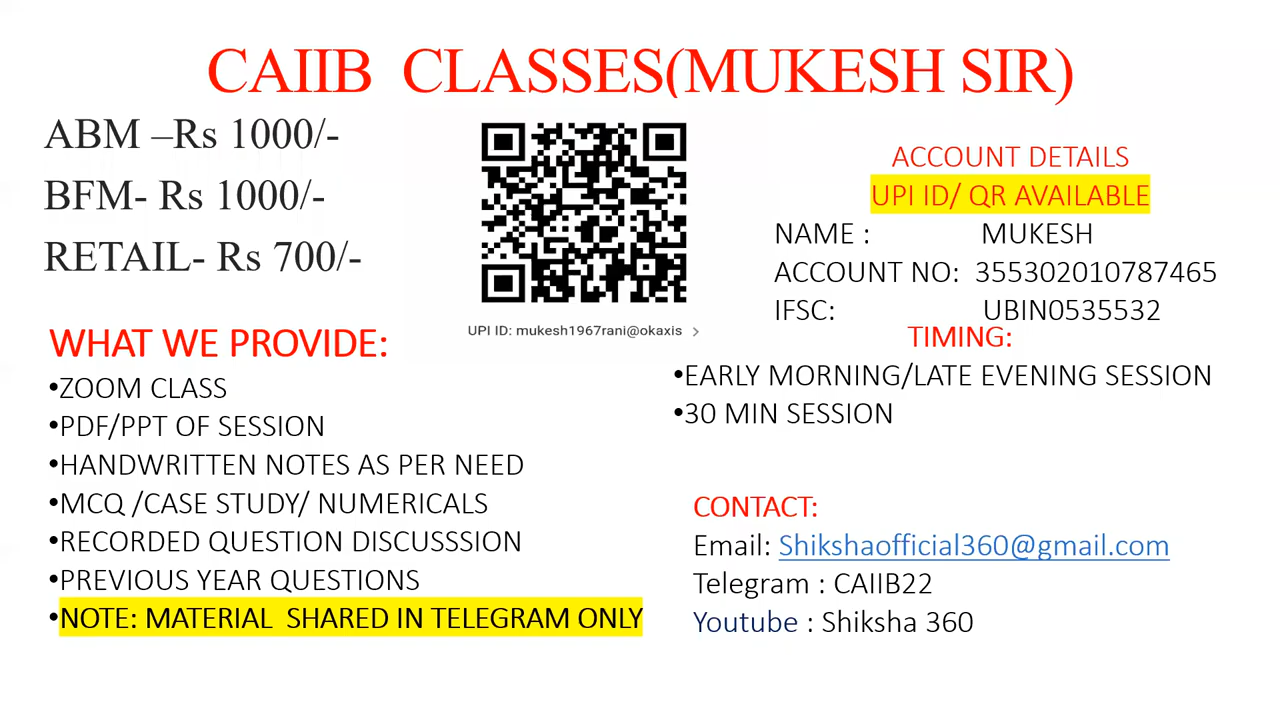 CAIIB CLASSES(MUKESH SIR)
ABM –Rs 1000/-
BFM- Rs 1000/-
RETAIL- Rs 700/-
UPI ID: mukesh1967rani@okaxis >
ACCOUNT DETAILS
UPI ID/ QR AVAILABLE
NAME : MUKESH
ACCOUNT NO: 355302010787465
IFSC: UBIN0535532
WHAT WE PROVIDE:
•ZOOM CLASS
•PDF/PPT OF SESSION
•HANDWRITTEN NOTES AS PER NEED
•MCQ /CASE STUDY/ NUMERICALS
•RECORDED QUESTION DISCUSSSION
•PREVIOUS YEAR QUESTIONS
•NOTE: MATERIAL SHARED IN TELEGRAM ONLY
TIMING:
•EARLY MORNING/LATE EVENING SESSION
•30 MIN SESSION
CONTACT:
Email: Shikshaofficial360@gmail.com
Telegram : CAIIB22
Youtube : Shiksha 360